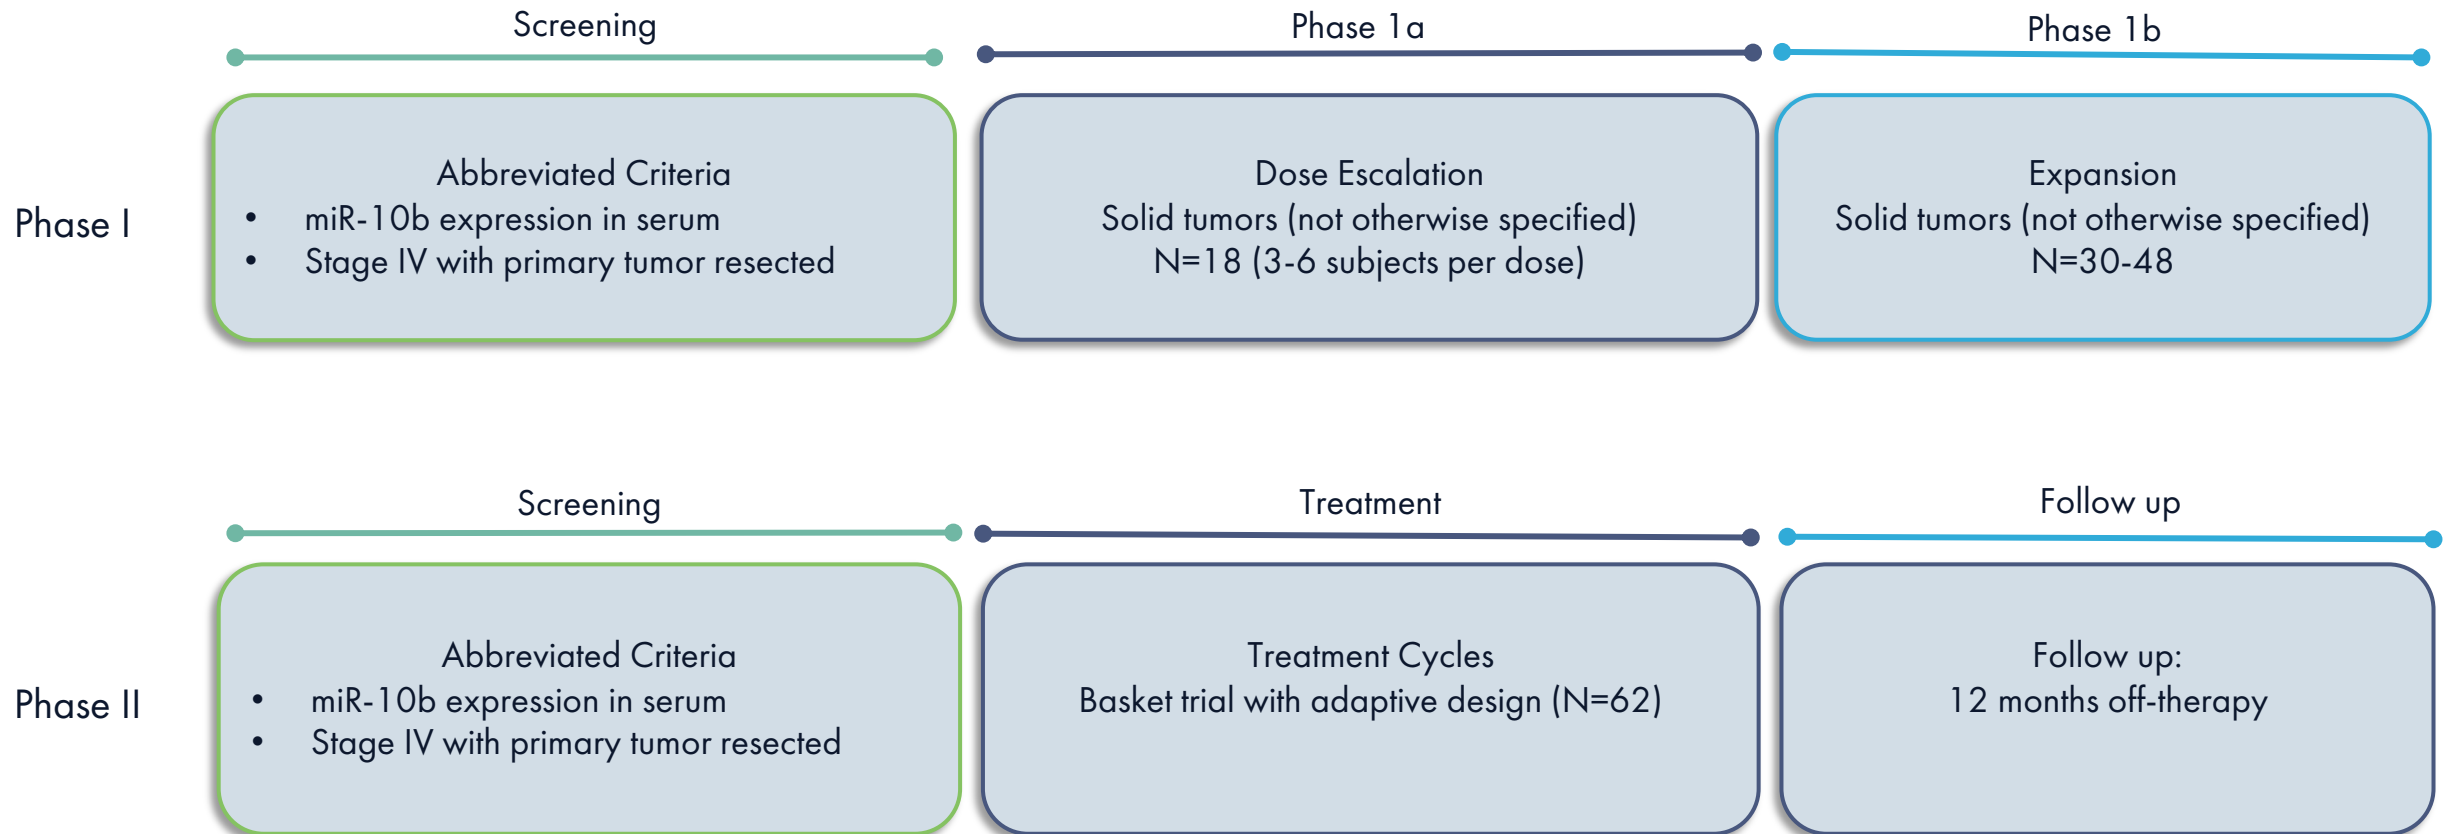 Screening
Phase 1a
Phase 1b
Phase I
Abbreviated Criteria
• miR-10b expression in serum
• Stage IV with primary tumor resected
Dose Escalation
Solid tumors (not otherwise specified)
N=18 (3-6 subjects per dose)
Expansion
Solid tumors (not otherwise specified)
N=30-48
Screening
Treatment
Follow up
Phase II
Abbreviated Criteria
• miR-10b expression in serum
• Stage IV with primary tumor resected
Treatment Cycles
Basket trial with adaptive design (N=62)
Follow up:
12 months off-therapy